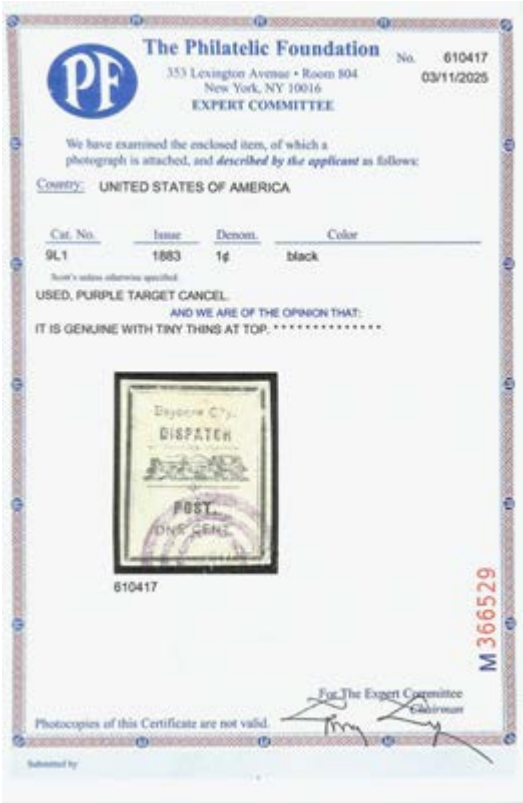 PF
The Philatelic Foundation
353 Lexington Avenue • Room 804
New York, NY 10016
EXPERT COMMITTEE
No. 610417
03/11/2025
We have examined the enclosed item, of which a
photograph is attached, and described by the applicant as follows:
Country: UNITED STATES OF AMERICA
Cat. No. Issue Denom. Color
9L1 1883 1¢ black
Scott's unless otherwise specified
USED, PURPLE TARGET CANCEL.
AND WE ARE OF THE OPINION THAT:
IT IS GENUINE WITH TINY THINS AT TOP. **************
Bayonne City.
DISPATCH
POST.
ONE CENT.
610417
M 366529
For The Expert Committee
Chairman
Photocopies of this Certificate are not valid.
Submitted by